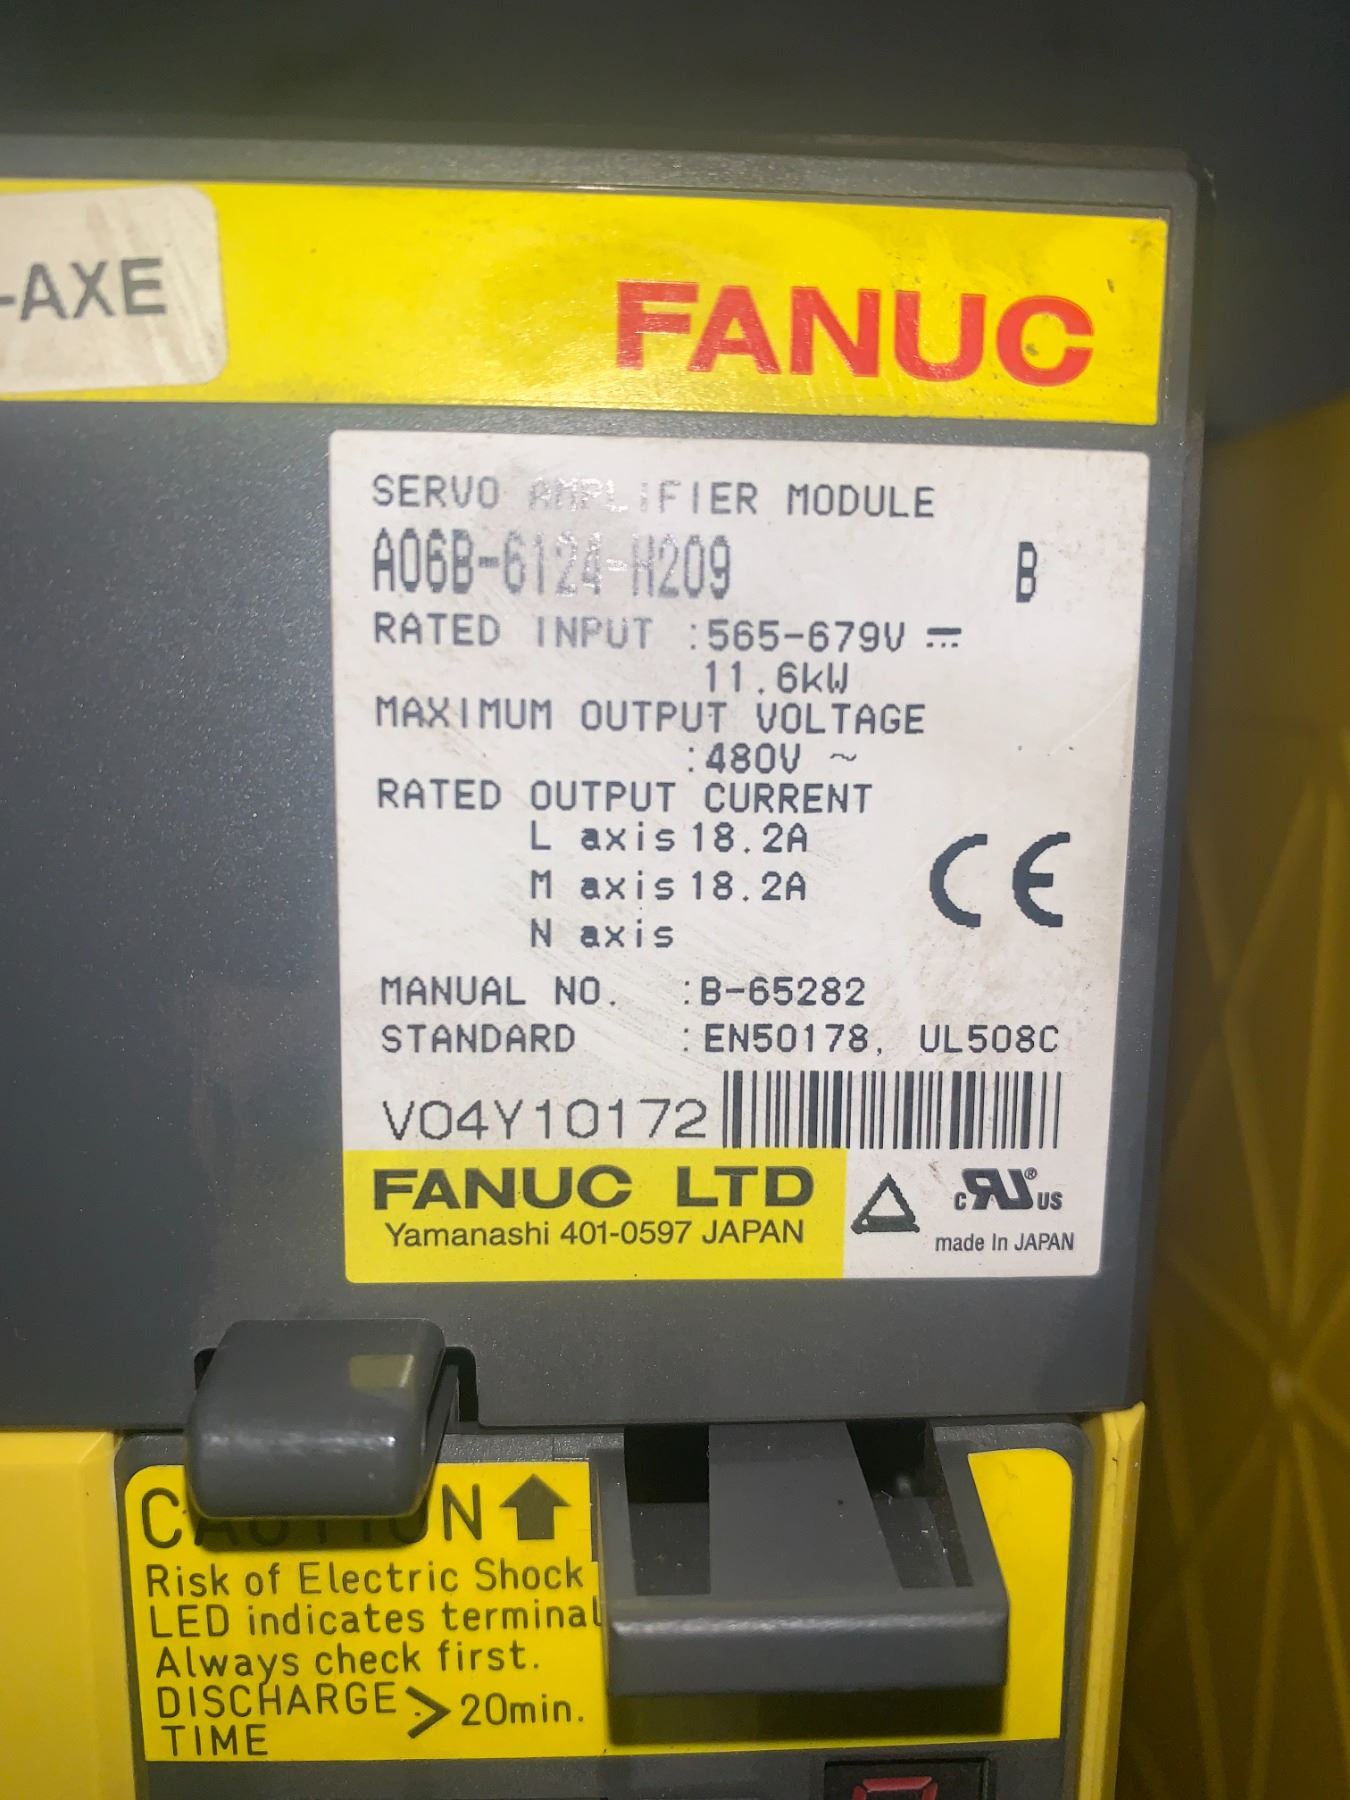 -AXE
FANUC
SERVO AMPLIFIER MODULE
A06B-6124-H209 B
RATED INPUT :565-679V ⎓
11.6kW
MAXIMUM OUTPUT VOLTAGE
:480V ~
RATED OUTPUT CURRENT
L axis 18.2A
M axis 18.2A
N axis
CE
MANUAL NO. :B-65282
STANDARD :EN50178, UL508C
V04Y10172
FANUC LTD
Yamanashi 401-0597 JAPAN
c RU ® US
made In JAPAN
CAUTION
Risk of Electric Shock
LED indicates terminal
Always check first.
DISCHARGE
TIME > 20min.